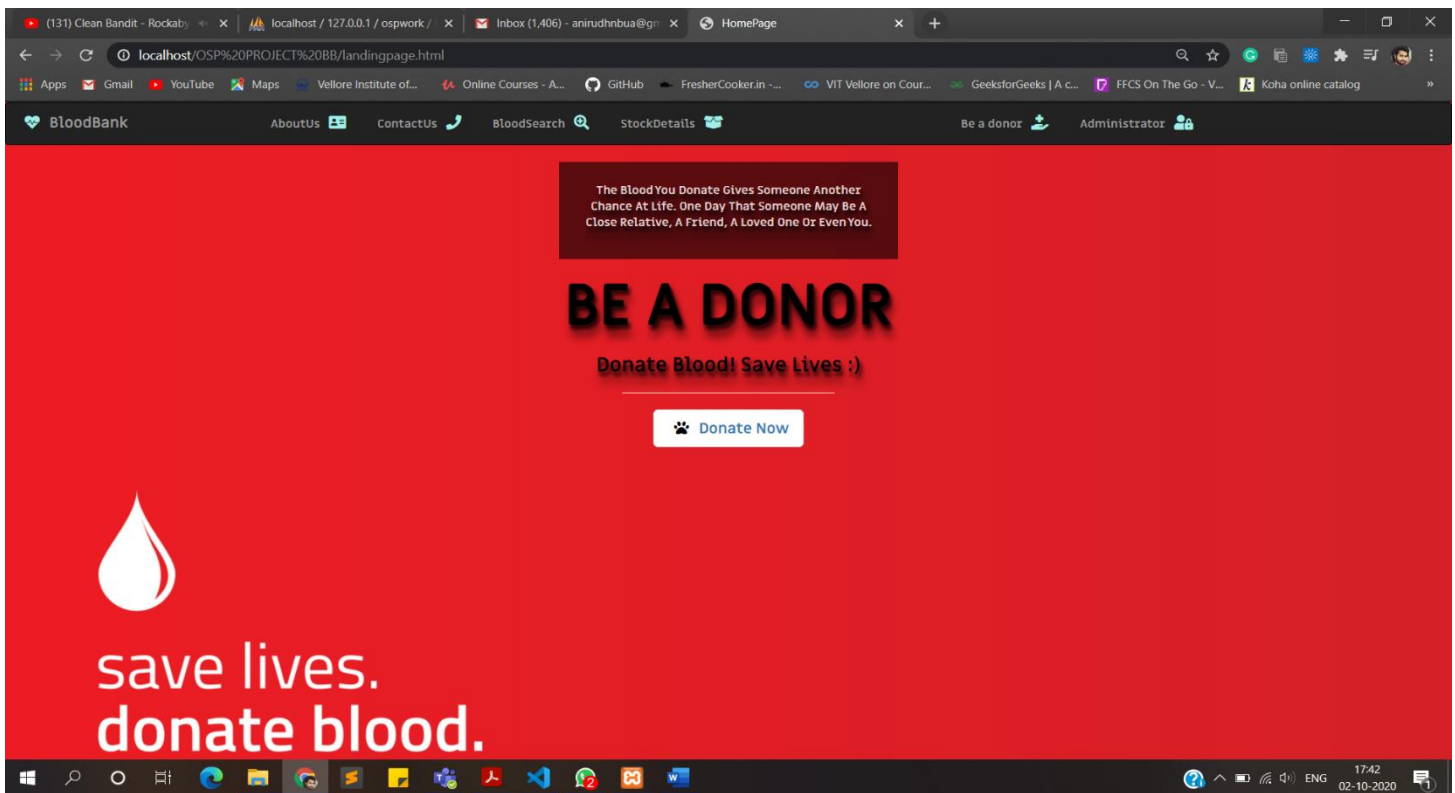 (131) Clean Bandit - Rockaby
localhost / 127.0.0.1 / ospwork /
Inbox (1,406) - anirudhnbua@gm
HomePage
localhost/OSP%20PROJECT%20BB/landingpage.html
Apps Gmail YouTube Maps Vellore Institute of... Online Courses - A... GitHub FresherCooker.in -... VIT Vellore on Cour... GeeksforGeeks | A c... FFCS On The Go - V... Koha online catalog »
BloodBank AboutUs ContactUs BloodSearch StockDetails Be a donor Administrator
The Blood You Donate Gives Someone Another
Chance At Life. One Day That Someone May Be A
Close Relative, A Friend, A Loved One Or Even You.
BE A DONOR
Donate Blood! Save Lives :)
Donate Now
save lives.
donate blood.
ENG
17:42
02-10-2020